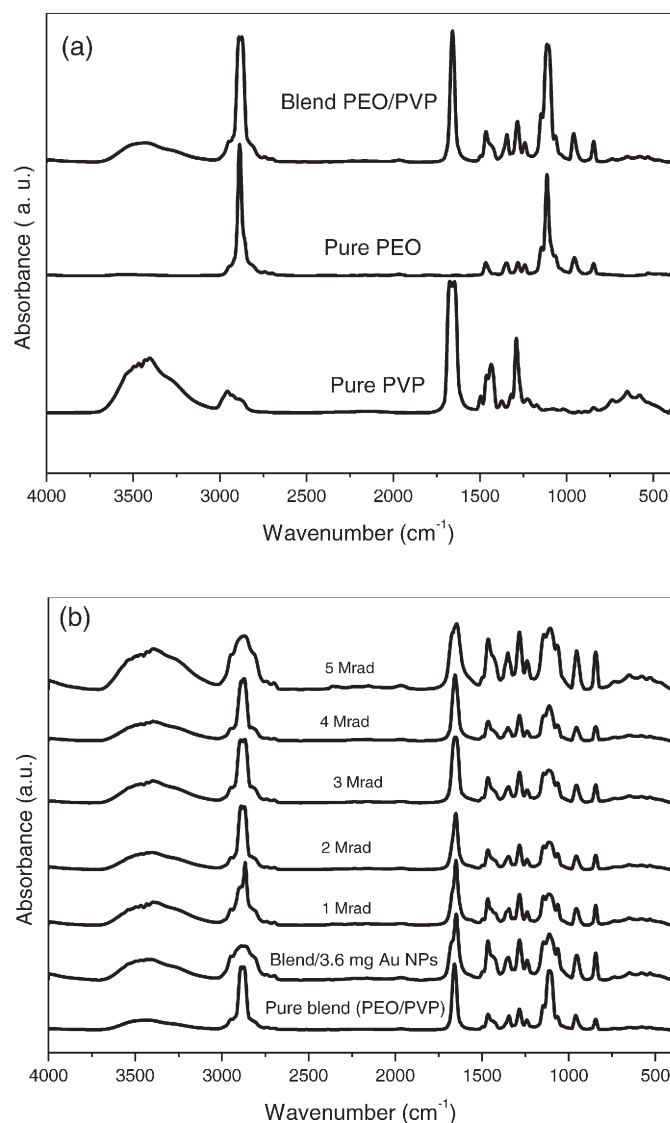 (a)
Blend PEO/PVP
Pure PEO
Pure PVP
Absorbance ( a. u.)
4000 3500 3000 2500 2000 1500 1000 500
Wavenumber (cm-1)
(b)
5 Mrad
4 Mrad
3 Mrad
2 Mrad
1 Mrad
Blend/3.6 mg Au NPs
Pure blend (PEO/PVP)
Absorbance (a.u.)
4000 3500 3000 2500 2000 1500 1000 500
Wavenumber (cm-1)